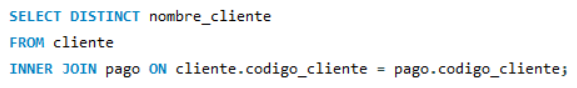 SELECT DISTINCT nombre_cliente
FROM cliente
INNER JOIN pago ON cliente.codigo_cliente = pago.codigo_cliente;